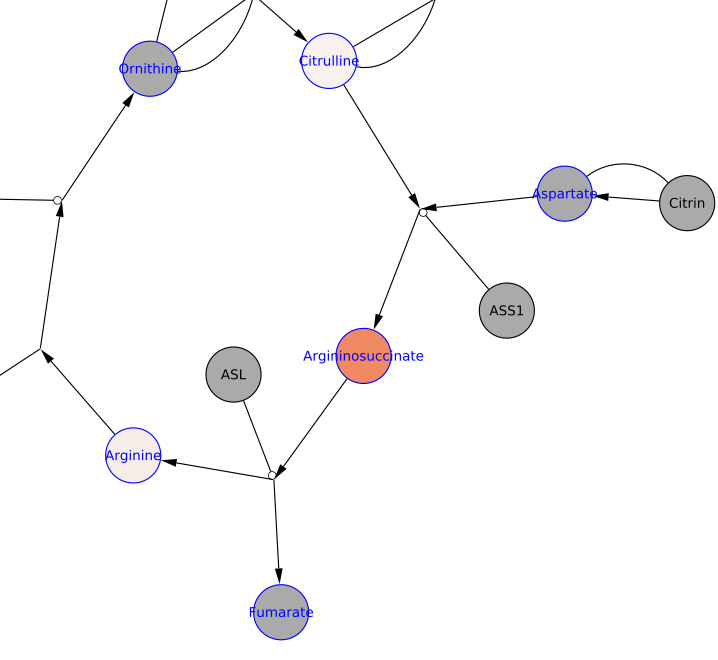 Citrulline
Ornithine
Aspartate
Citrin
ASS1
Argininosuccinate
ASL
Arginine
Fumarate